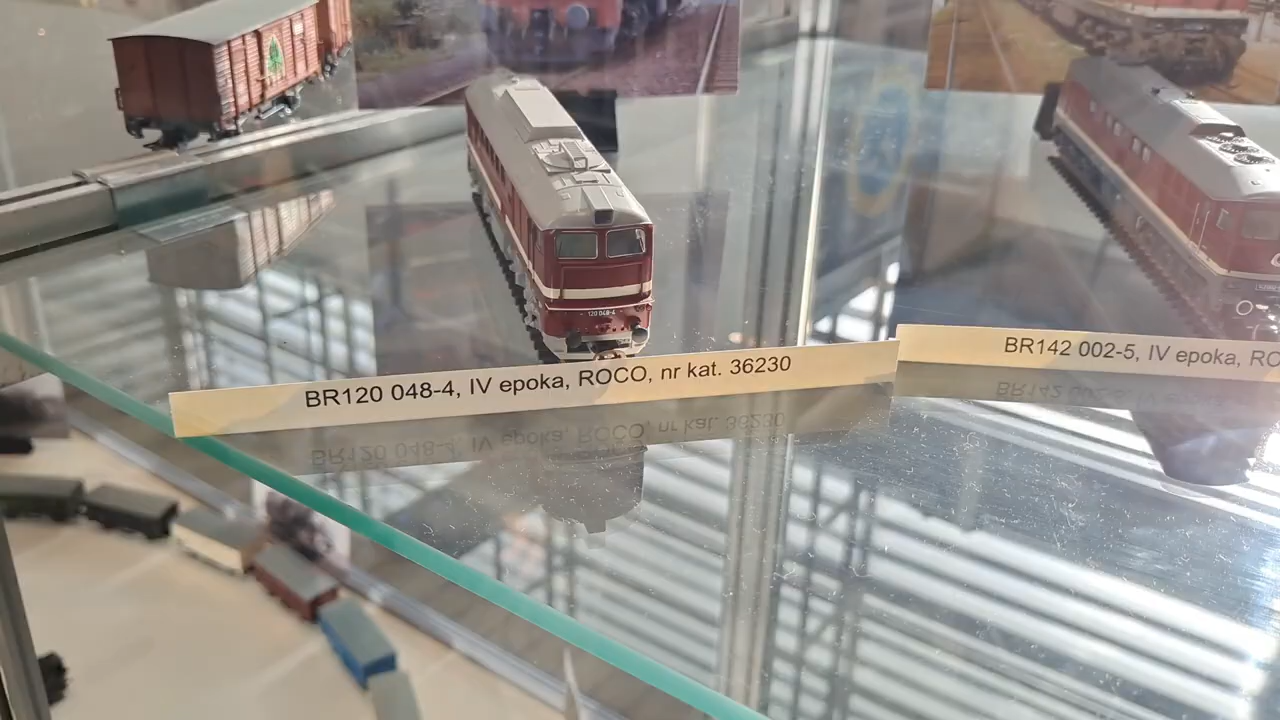 120 048-4
BR120 048-4, IV epoka, ROCO, nr kat. 36230
BR142 002-5, IV epoka, RO